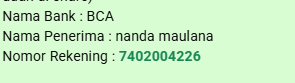 Nama Bank : BCA
Nama Penerima : nanda maulana
Nomor Rekening : 7402004226